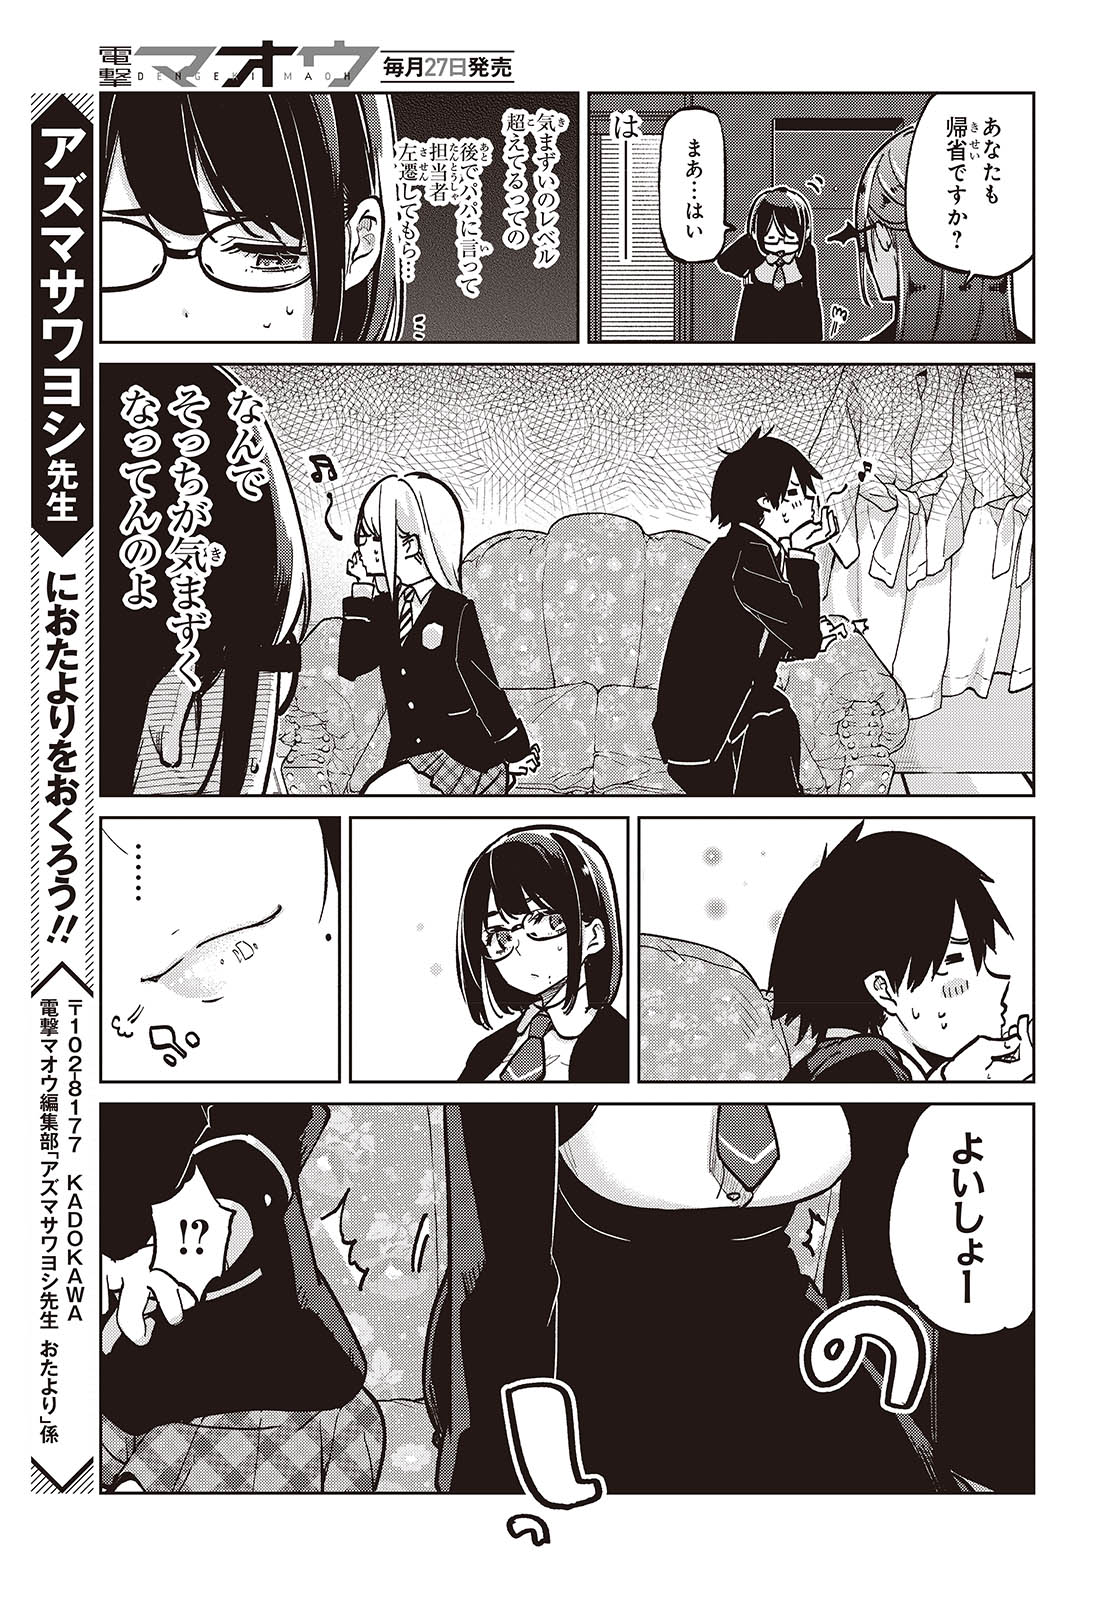 電撃マオウ
DENGEKI MAOH
毎月27日発売
あなたも
帰省ですか?
まあ…はい
はーー
気まずいのレベル
超えてるっての
後でパパに言って
担当者
左遷してもら…
なんで
そっちが気まずく
なってんのよ
……
よいしょー
!?
のしっ
アズマサワヨシ先生
におたよりをおくろう!!
〒102-8177 KADOKAWA
電撃マオウ編集部「アズマサワヨシ先生 おたより」係